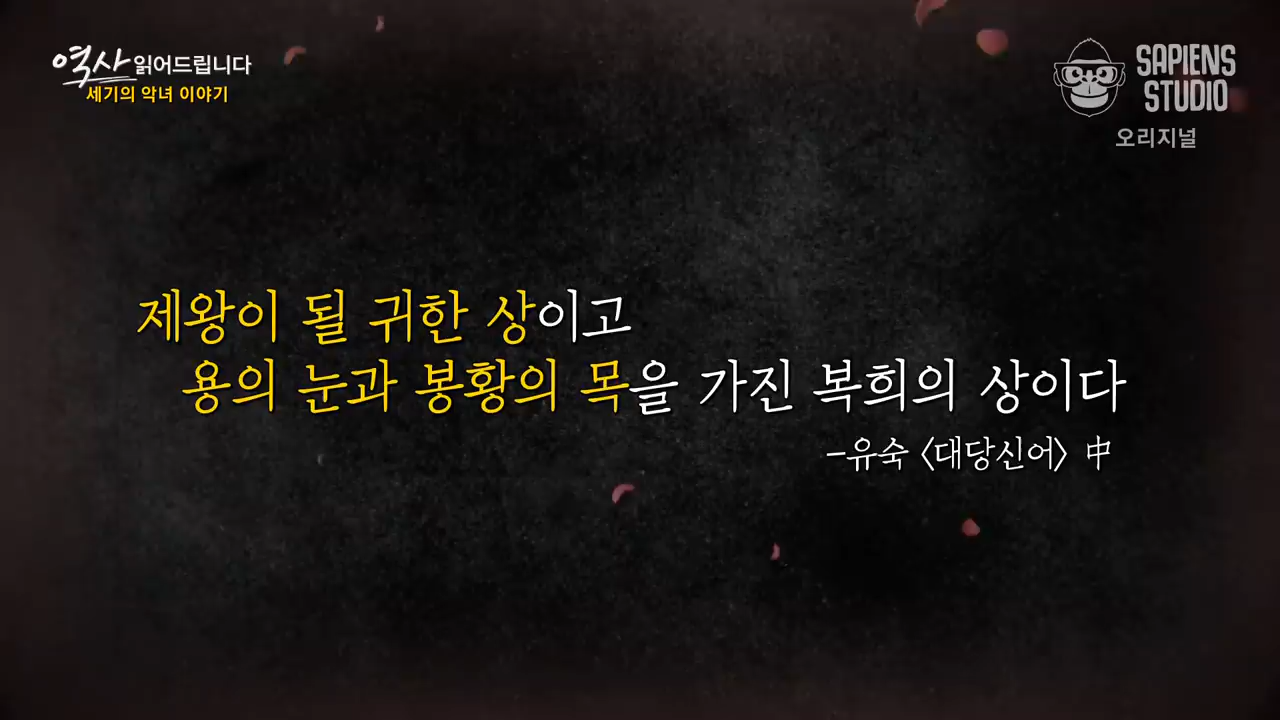 역사 읽어드립니다
세기의 악녀 이야기
SAPIENS
STUDIO
오리지널
제왕이 될 귀한 상이고
용의 눈과 봉황의 목을 가진 복희의 상이다
-유숙 〈대당신어〉 中